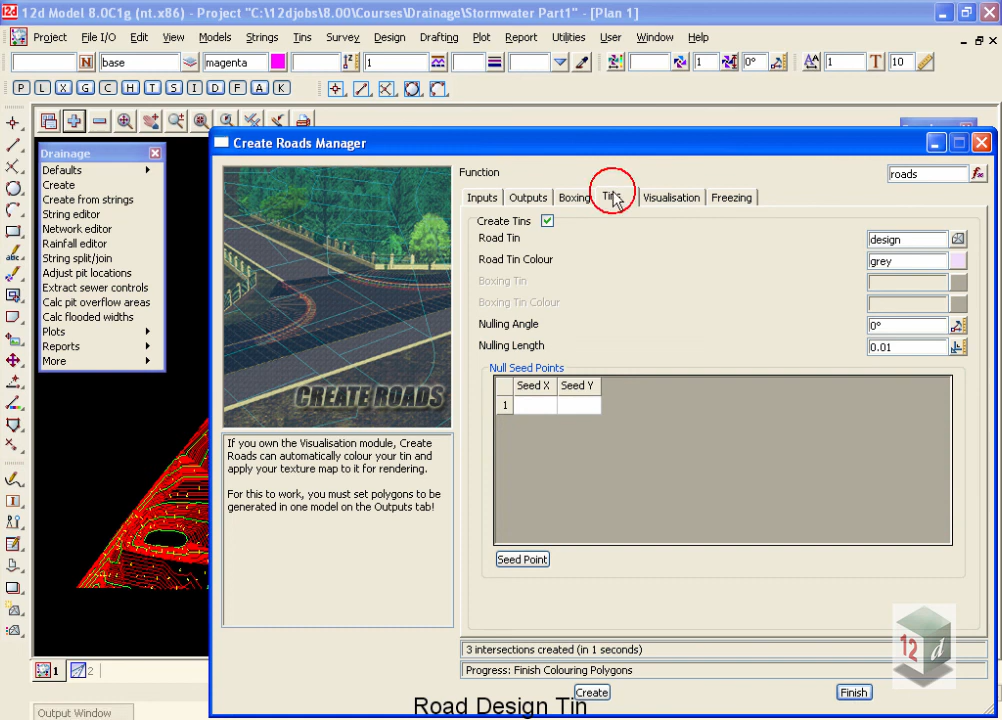 12d Model 8.0C1g (nt.x86) - Project "C:\12djobs\8.00\Courses\Drainage\Stormwater Part1" - [Plan 1]
Project File I/O Edit View Models Strings Tins Survey Design Drafting Plot Report Utilities User Window Help
N base magenta 1 1 0° 1 T 10
P L X G C H T S I D F A K
Drainage
Defaults
Create
Create from strings
String editor
Network editor
Rainfall editor
String split/join
Adjust pit locations
Extract sewer controls
Calc pit overflow areas
Calc flooded widths
Plots
Reports
More
Create Roads Manager
CREATE ROADS
If you own the Visualisation module, Create
Roads can automatically colour your tin and
apply your texture map to it for rendering.
For this to work, you must set polygons to be
generated in one model on the Outputs tab!
Function roads
Inputs Outputs Boxing Tins Visualisation Freezing
Create Tins
Road Tin design
Road Tin Colour grey
Boxing Tin
Boxing Tin Colour
Nulling Angle 0°
Nulling Length 0.01
Null Seed Points
Seed X Seed Y
1
Seed Point
3 intersections created (in 1 seconds)
Progress: Finish Colouring Polygons
Create Finish
12d
1 2
Output Window
Road Design Tin